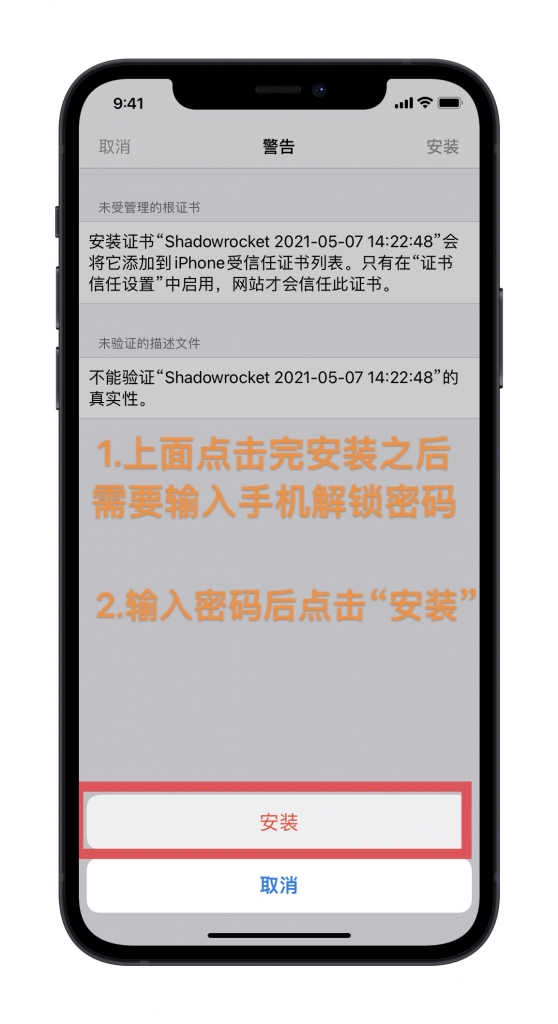 9:41
取消 警告 安装
未受管理的根证书
安装证书“Shadowrocket 2021-05-07 14:22:48”会
将它添加到 iPhone受信任证书列表。只有在“证书
信任设置”中启用，网站才会信任此证书。
未验证的描述文件
不能验证“Shadowrocket 2021-05-07 14:22:48”的
真实性。
1.上面点击完安装之后
需要输入手机解锁密码
2.输入密码后点击“安装”
安装
取消